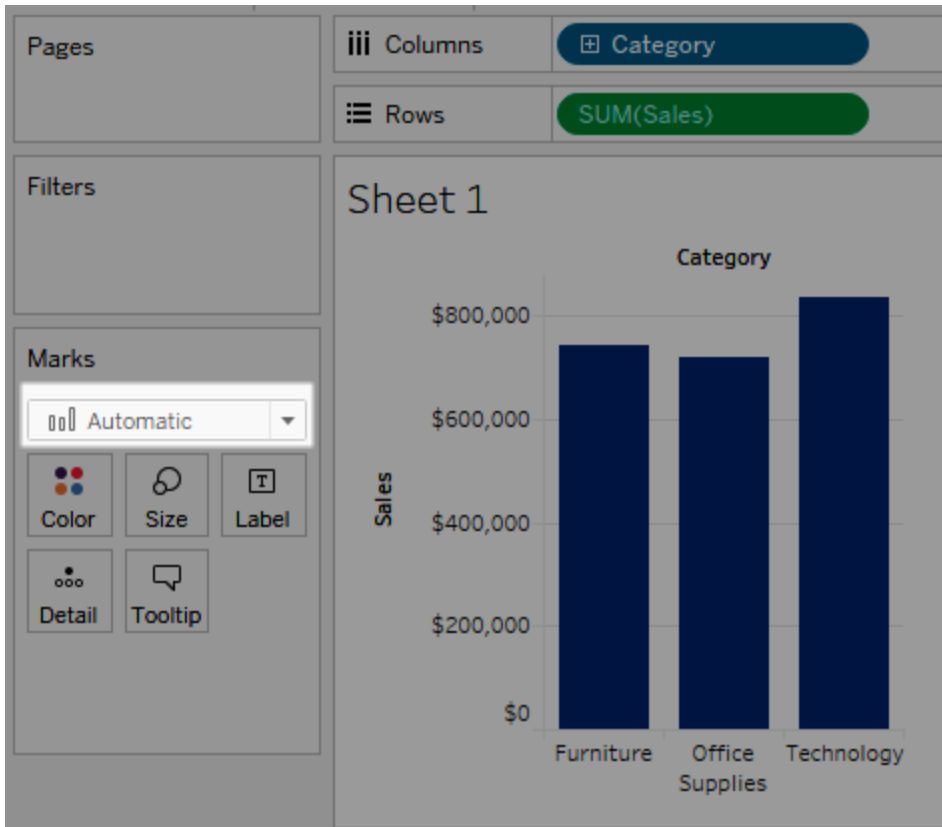 Pages
Columns
Category
Rows
SUM(Sales)
Filters
Sheet 1
Category
$800,000
$600,000
$400,000
$200,000
$0
Sales
Furniture
Office
Supplies
Technology
Marks
Automatic
Color
Size
T
Label
Detail
Tooltip